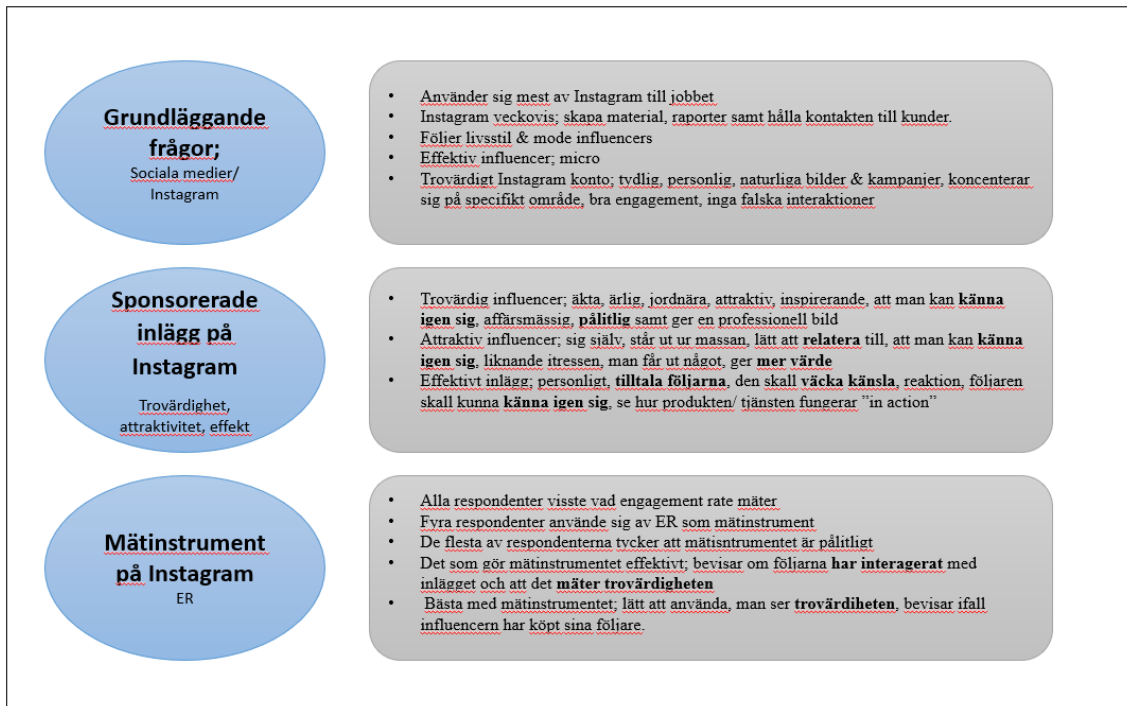 Grundläggande
frågor;
Sociala medier/
Instagram
• Använder sig mest av Instagram till jobbet
• Instagram veckovis; skapa material, raporter samt hålla kontakten till kunder.
• Följer livsstil & mode influencers
• Effektiv influencer; micro
• Trovärdigt Instagram konto; tydlig, personlig, naturliga bilder & kampanjer, koncenterar
sig på specifikt område, bra engagement, inga falska interaktioner
Sponsorerade
inlägg på
Instagram
Trovärdighet,
attraktivitet, effekt
• Trovärdig influencer; äkta, ärlig, jordnära, attraktiv, inspirerande, att man kan känna
igen sig, affärsmässig, pålitlig samt ger en professionell bild
• Attraktiv influencer; sig själv, står ut ur massan, lätt att relatera till, att man kan känna
igen sig, liknande itressen, man får ut något, ger mer värde
• Effektivt inlägg; personligt, tilltala följarna, den skall väcka känsla, reaktion, följaren
skall kunna känna igen sig, se hur produkten/ tjänsten fungerar ”in action”
Mätinstrument
på Instagram
ER
• Alla respondenter visste vad engagement rate mäter
• Fyra respondenter använde sig av ER som mätinstrument
• De flesta av respondenterna tycker att mätisntrumentet är pålitligt
• Det som gör mätinstrumentet effektivt; bevisar om följarna har interagerat med
inlägget och att det mäter trovärdigheten
• Bästa med mätinstrumentet; lätt att använda, man ser trovärdiheten, bevisar ifall
influencern har köpt sina följare.